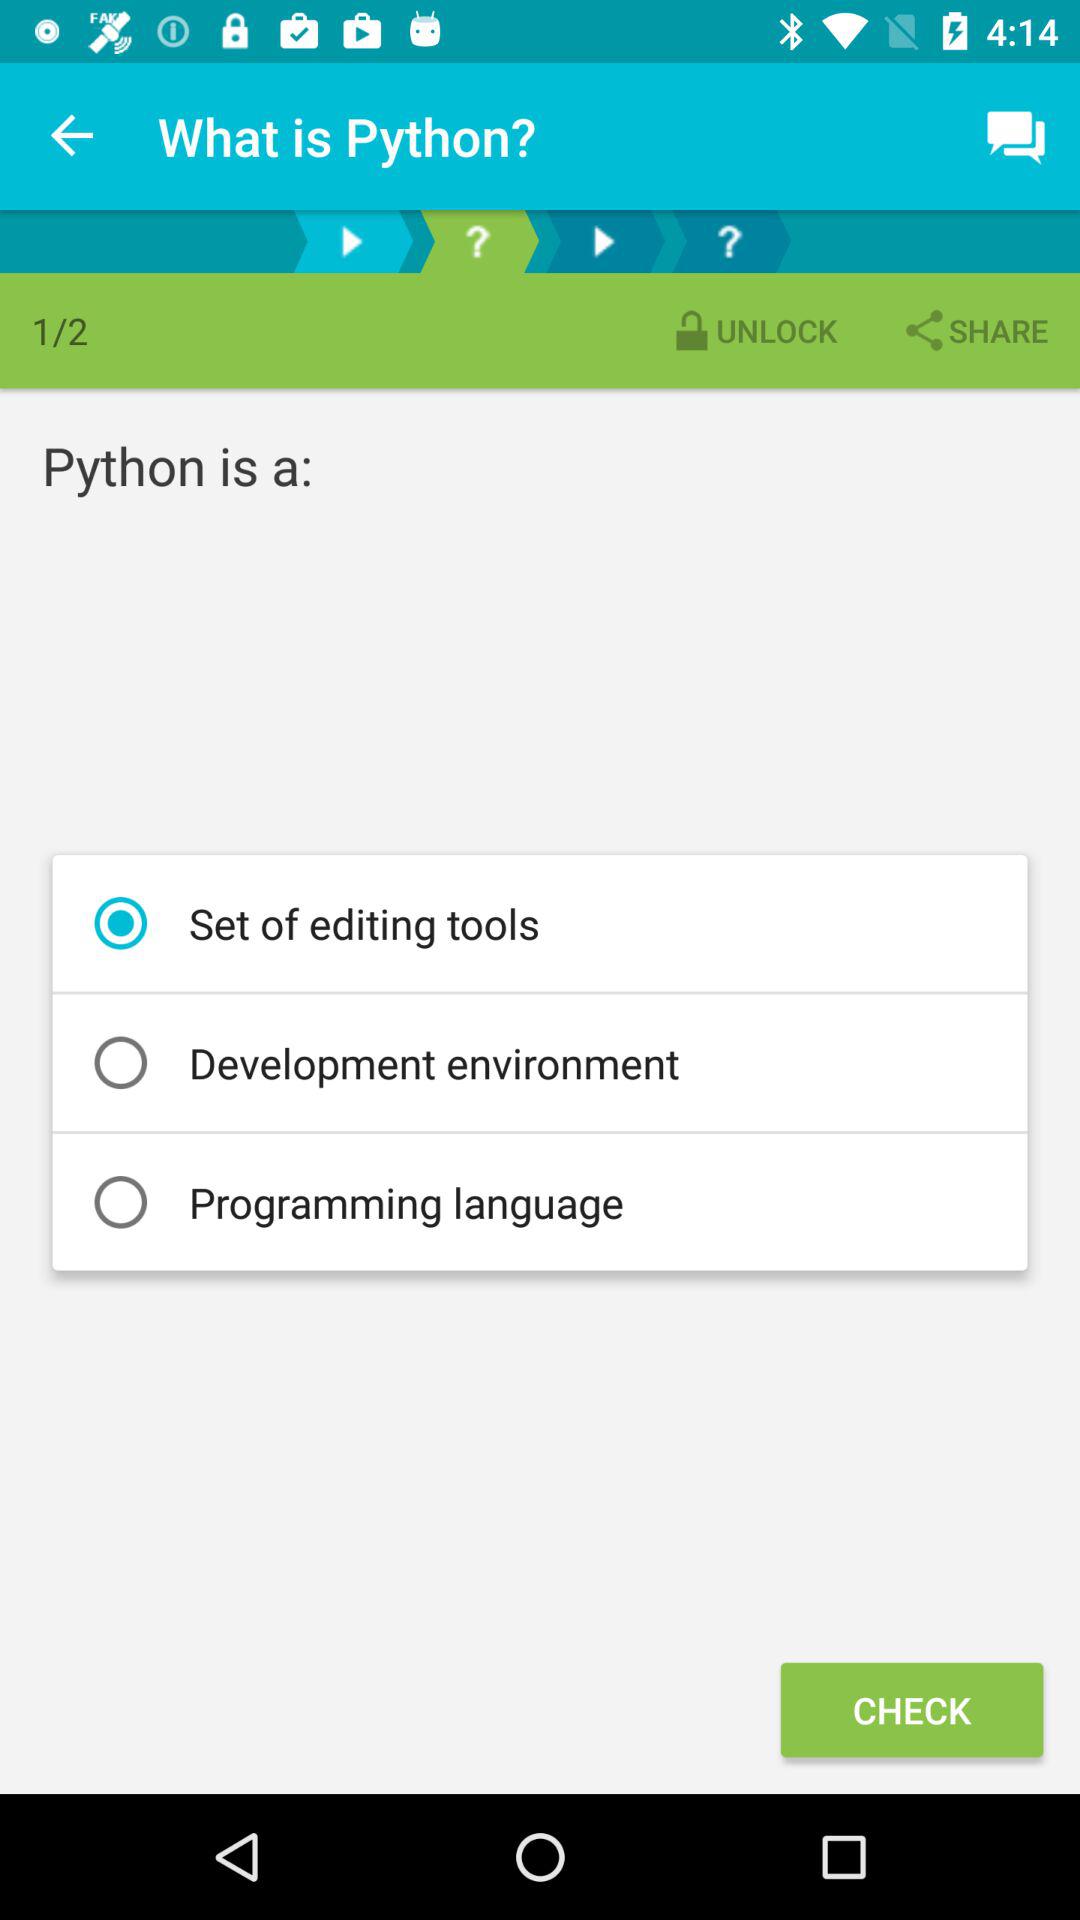 FAKE
4:14
What is Python?
?
?
1/2
UNLOCK
SHARE
Python is a:
Set of editing tools
Development environment
Programming language
CHECK